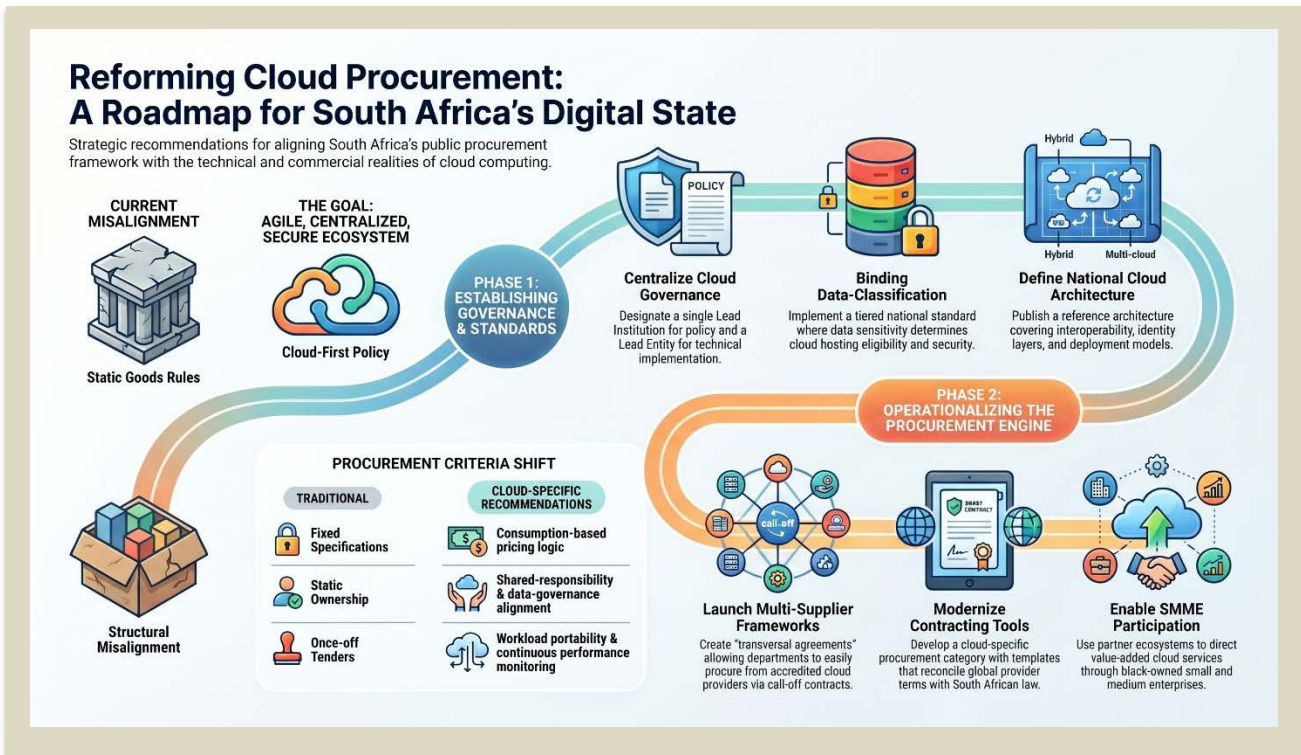 Reforming Cloud Procurement:
A Roadmap for South Africa's Digital State
Strategic recommendations for aligning South Africa's public procurement
framework with the technical and commercial realities of cloud computing.
CURRENT
MISALIGNMENT
Static Goods Rules
THE GOAL:
AGILE, CENTRALIZED,
SECURE ECOSYSTEM
Cloud-First Policy
Structural
Misalignment
PHASE 1:
ESTABLISHING
GOVERNANCE
& STANDARDS
POLICY
Centralize Cloud
Governance
Designate a single Lead
Institution for policy and a
Lead Entity for technical
implementation.
Binding
Data-Classification
Implement a tiered national
standard where data sensitivity determines
cloud hosting eligibility and security.
Hybrid
Hybrid
Multi-cloud
Define National Cloud
Architecture
Publish a reference architecture
covering interoperability, identity
layers, and deployment models.
PHASE 2:
OPERATIONALIZING THE
PROCUREMENT ENGINE
PROCUREMENT CRITERIA SHIFT
TRADITIONAL
CLOUD-SPECIFIC
RECOMMENDATIONS
Fixed
Specifications
Consumption-based
pricing logic
Static
Ownership
Shared-responsibility
& data-governance
alignment
Once-off
Tenders
Workload portability &
continuous performance
monitoring
call-off
Launch Multi-Supplier
Frameworks
Create "transversal agreements"
allowing departments to easily
procure from accredited cloud
providers via call-off contracts.
CONTRACT
Modernize
Contracting Tools
Develop a cloud-specific
procurement category with templates
that reconcile global provider
terms with South African law.
Enable SMME
Participation
Use partner ecosystems to direct
value-added cloud services
through black-owned small and
medium enterprises.